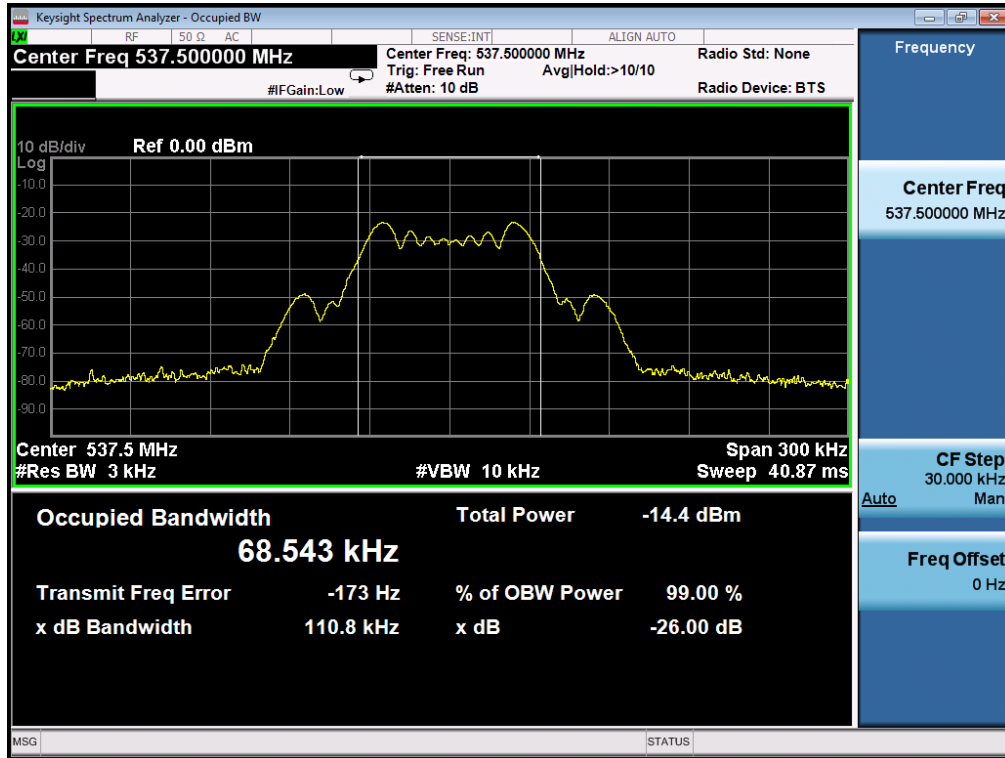 Keysight Spectrum Analyzer - Occupied BW
LXI RF 50 Ω AC SENSE:INT ALIGN AUTO
Center Freq 537.500000 MHz
Center Freq: 537.500000 MHz Radio Std: None
Trig: Free Run Avg|Hold:>10/10
#IFGain:Low #Atten: 10 dB Radio Device: BTS
10 dB/div Ref 0.00 dBm
Log
-10.0
-20.0
-30.0
-40.0
-50.0
-60.0
-70.0
-80.0
-90.0
Center 537.5 MHz Span 300 kHz
#Res BW 3 kHz #VBW 10 kHz Sweep 40.87 ms
Occupied Bandwidth Total Power -14.4 dBm
68.543 kHz
Transmit Freq Error -173 Hz % of OBW Power 99.00 %
x dB Bandwidth 110.8 kHz x dB -26.00 dB
MSG STATUS
Frequency
Center Freq
537.500000 MHz
CF Step
30.000 kHz
Auto Man
Freq Offset
0 Hz